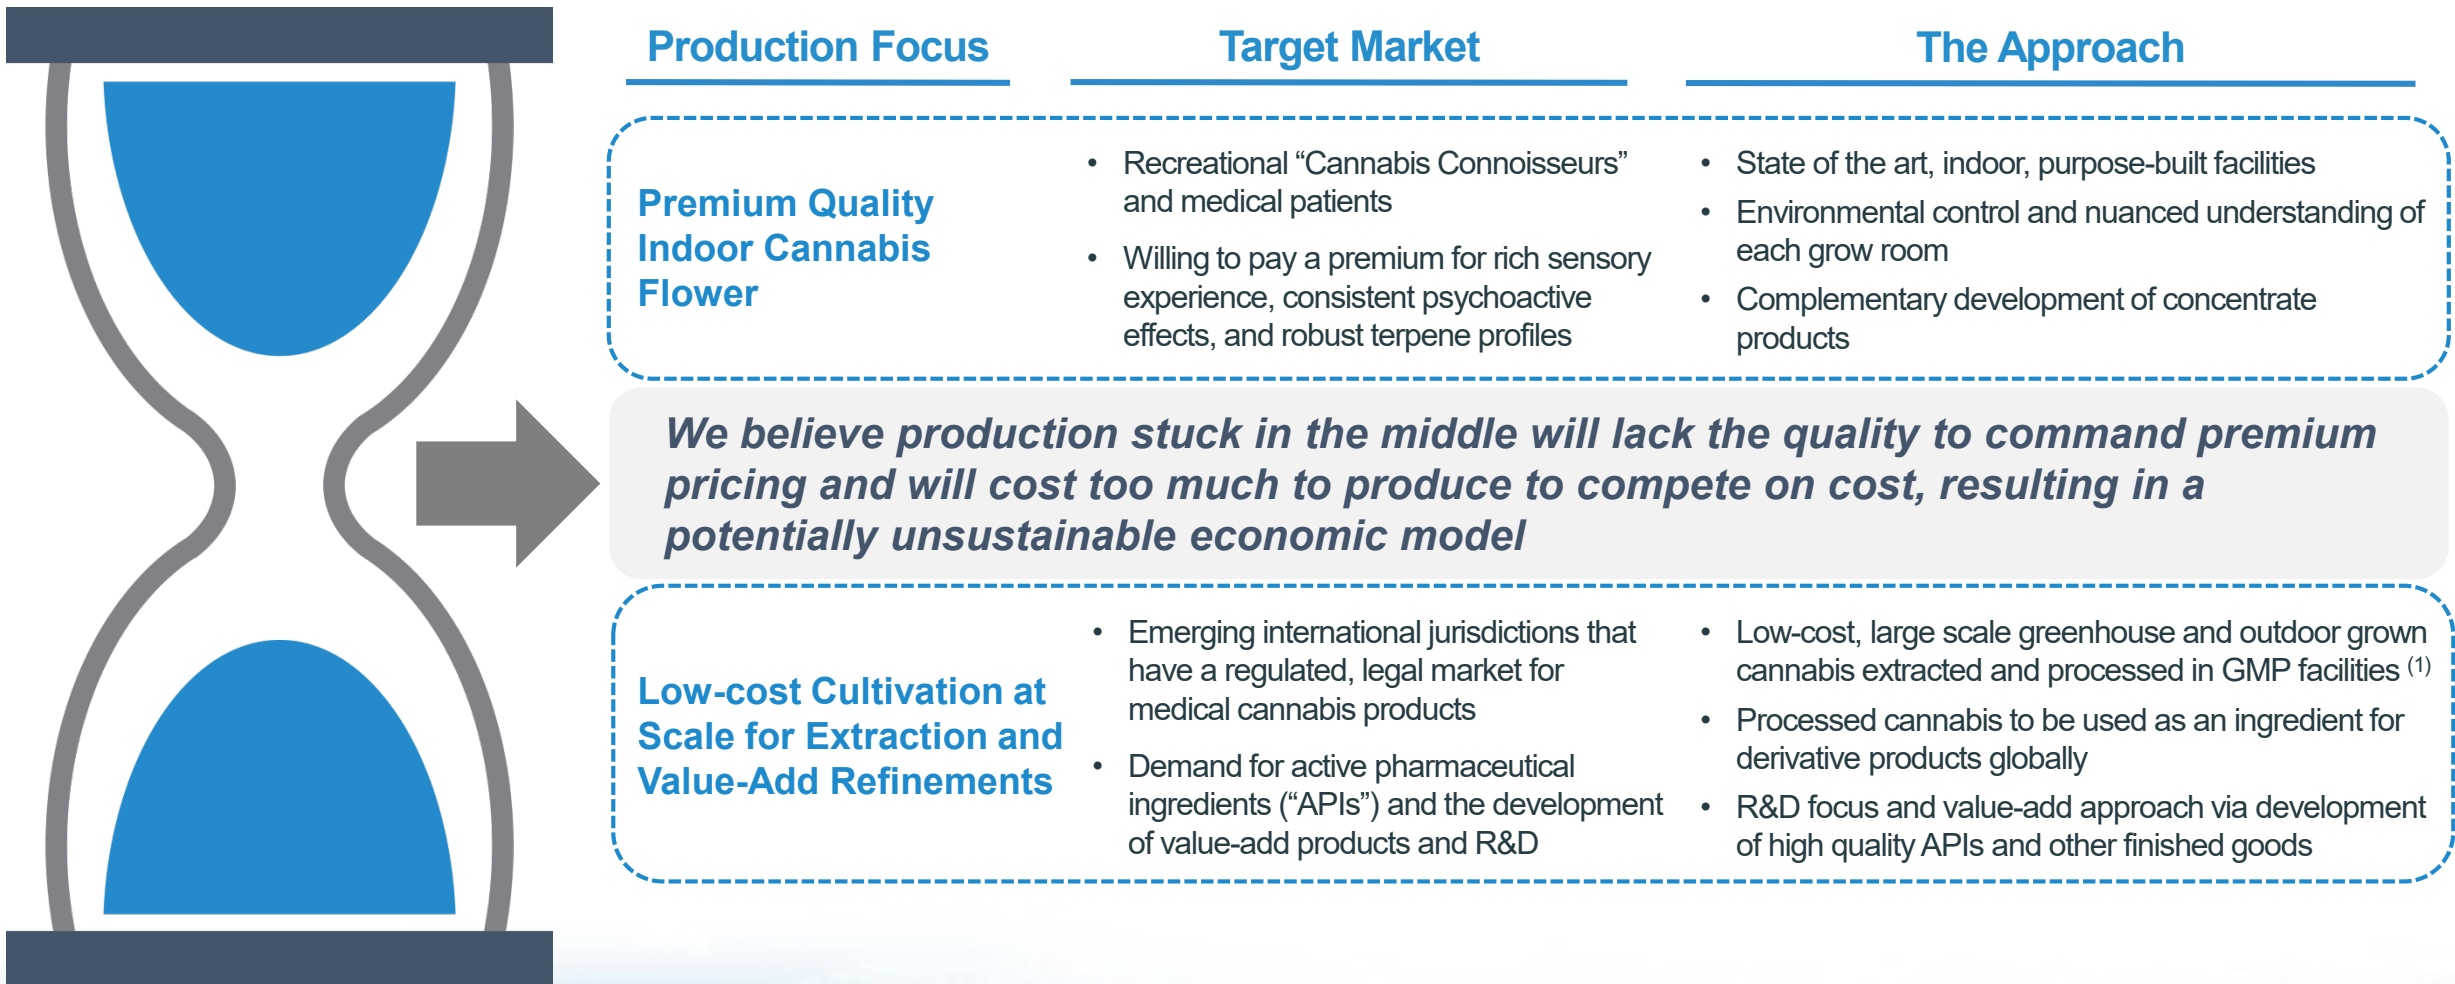 Production Focus
Target Market
The Approach
Premium Quality
Indoor Cannabis
Flower
• Recreational “Cannabis Connoisseurs”
and medical patients
• Willing to pay a premium for rich sensory
experience, consistent psychoactive
effects, and robust terpene profiles
• State of the art, indoor, purpose-built facilities
• Environmental control and nuanced understanding of
each grow room
• Complementary development of concentrate
products
We believe production stuck in the middle will lack the quality to command premium
pricing and will cost too much to produce to compete on cost, resulting in a
potentially unsustainable economic model
Low-cost Cultivation at
Scale for Extraction and
Value-Add Refinements
• Emerging international jurisdictions that
have a regulated, legal market for
medical cannabis products
• Demand for active pharmaceutical
ingredients (“APIs”) and the development
of value-add products and R&D
• Low-cost, large scale greenhouse and outdoor grown
cannabis extracted and processed in GMP facilities (1)
• Processed cannabis to be used as an ingredient for
derivative products globally
• R&D focus and value-add approach via development
of high quality APIs and other finished goods